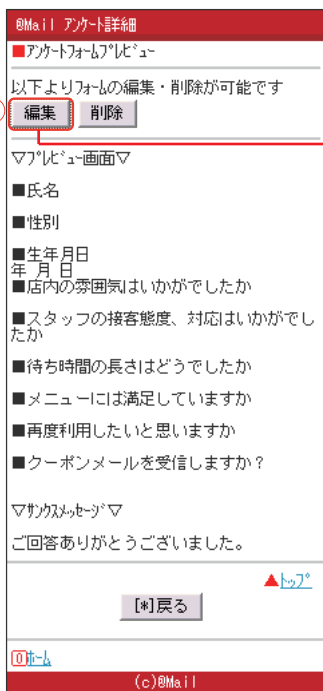 @Mail ｱﾝｹｰﾄ詳細
■ｱﾝｹｰﾄﾌｫｰﾑﾌﾟﾚﾋﾞｭｰ
以下よりﾌｫｰﾑの編集・削除が可能です
編集 削除
▽ﾌﾟﾚﾋﾞｭｰ画面▽
■氏名
■性別
■生年月日
年 月 日
■店内の雰囲気はいかがでしたか
■スタッフの接客態度、対応はいかがでし
たか
■待ち時間の長さはどうでしたか
■メニューには満足していますか
■再度利用したいと思いますか
■クーポンメールを受信しますか？
▽ｻﾝｸｽﾒｯｾｰｼﾞ▽
ご回答ありがとうございました。
▲ﾄｯﾌﾟ
[*]戻る
0ﾎｰﾑ
(c)@Mail